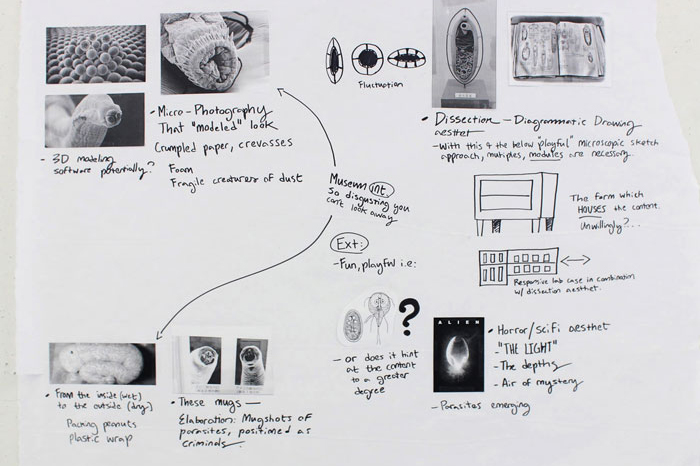 • Micro-Photography
That "modeled" look
Crumpled paper, crevasses
Foam
Fragile creatures of dust
- 3D modeling
software potentially?
Fluctuation
Museum int.
So disgusting you
can't look away
Ext:
- Fun, playful i.e:
?
- or does it hint
at the content
to a greater
degree
• Dissection - Diagrammatic Drawing
aesthet
- With this & the below "playful" microscopic sketch
approach, multiples, modules are necessary.
The form which
HOUSES the content.
Unwillingly?...
Responsive lab case in combination
w/ dissection aesthet.
ALIEN
• Horror/Scifi aesthet
- "THE LIGHT"
- The depths
- Air of mystery
- Parasites emerging
• From the inside (wet)
to the outside (dry)
Packing peanuts
plastic wrap
• These mugs -
Elaboration: Mugshots of
parasites, positioned as
criminals